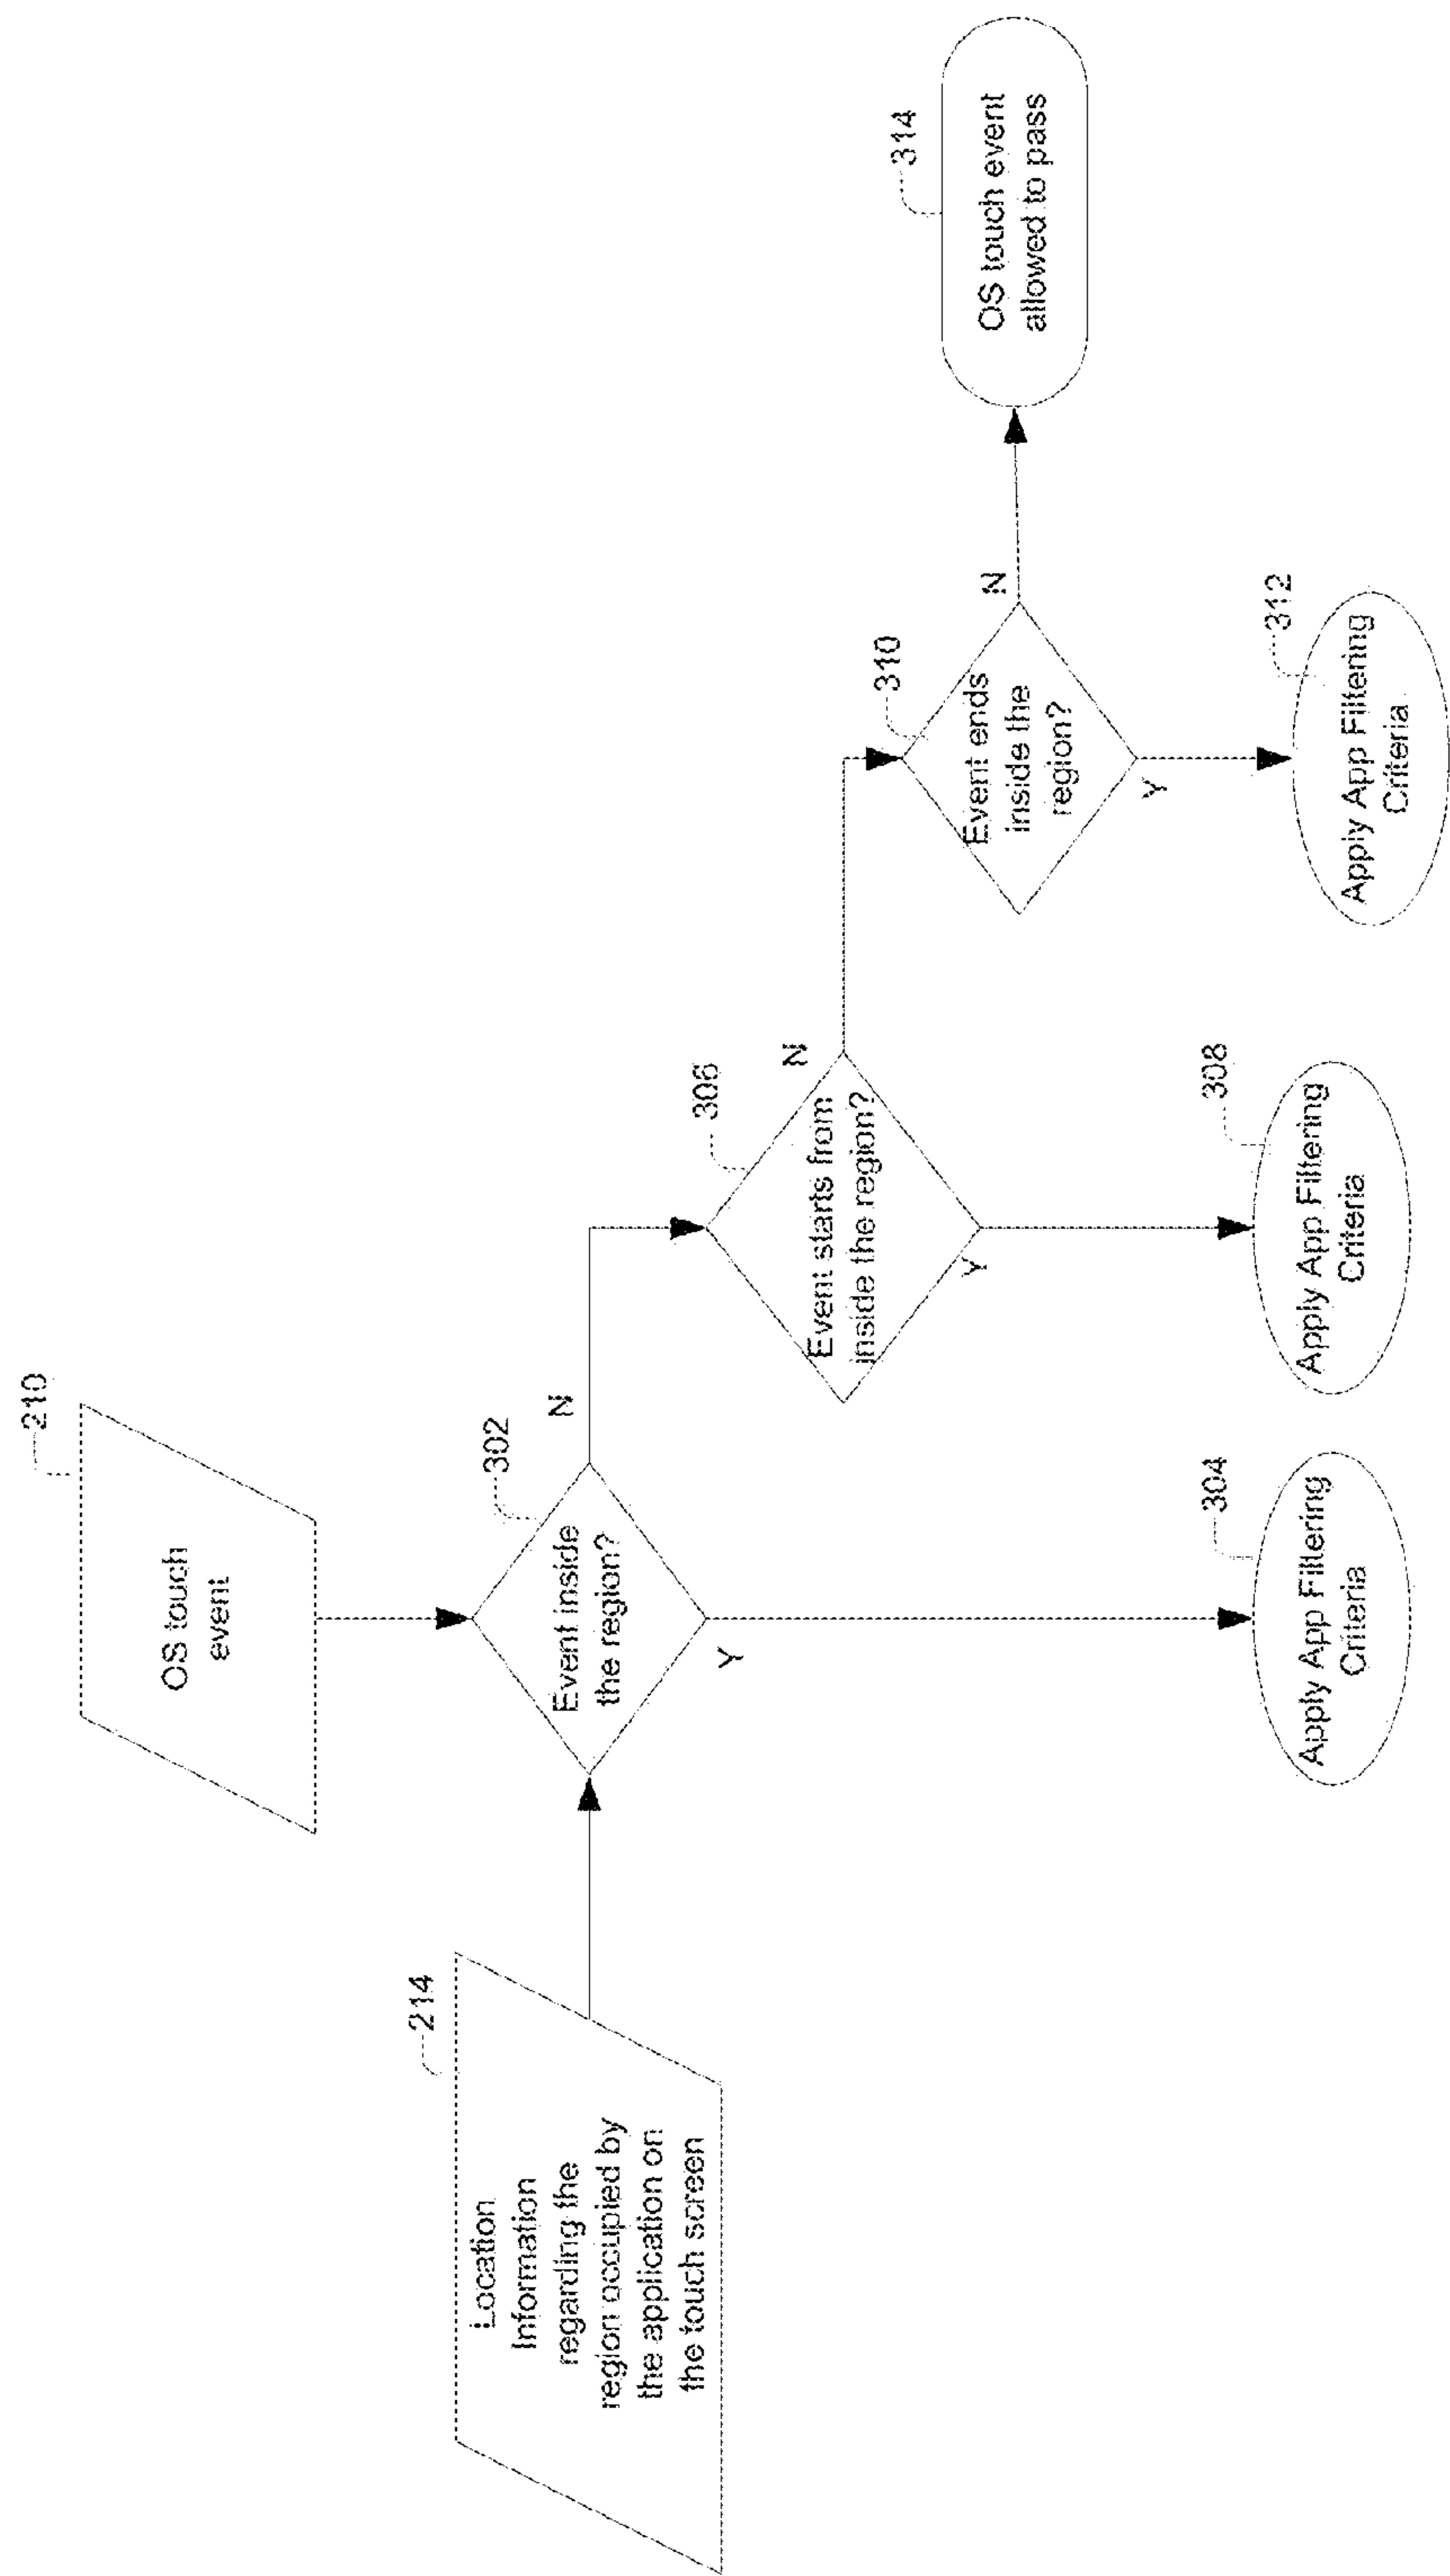 210
OS touch
event
214
Location
Information
regarding the
region occupied by
the application on
the touch screen
302
Event inside
the region?
N
Y
304
Apply App Filtering
Criteria
306
Event starts from
inside the region?
N
Y
308
Apply App Filtering
Criteria
310
Event ends
inside the
region?
N
Y
312
Apply App Filtering
Criteria
314
OS touch event
allowed to pass